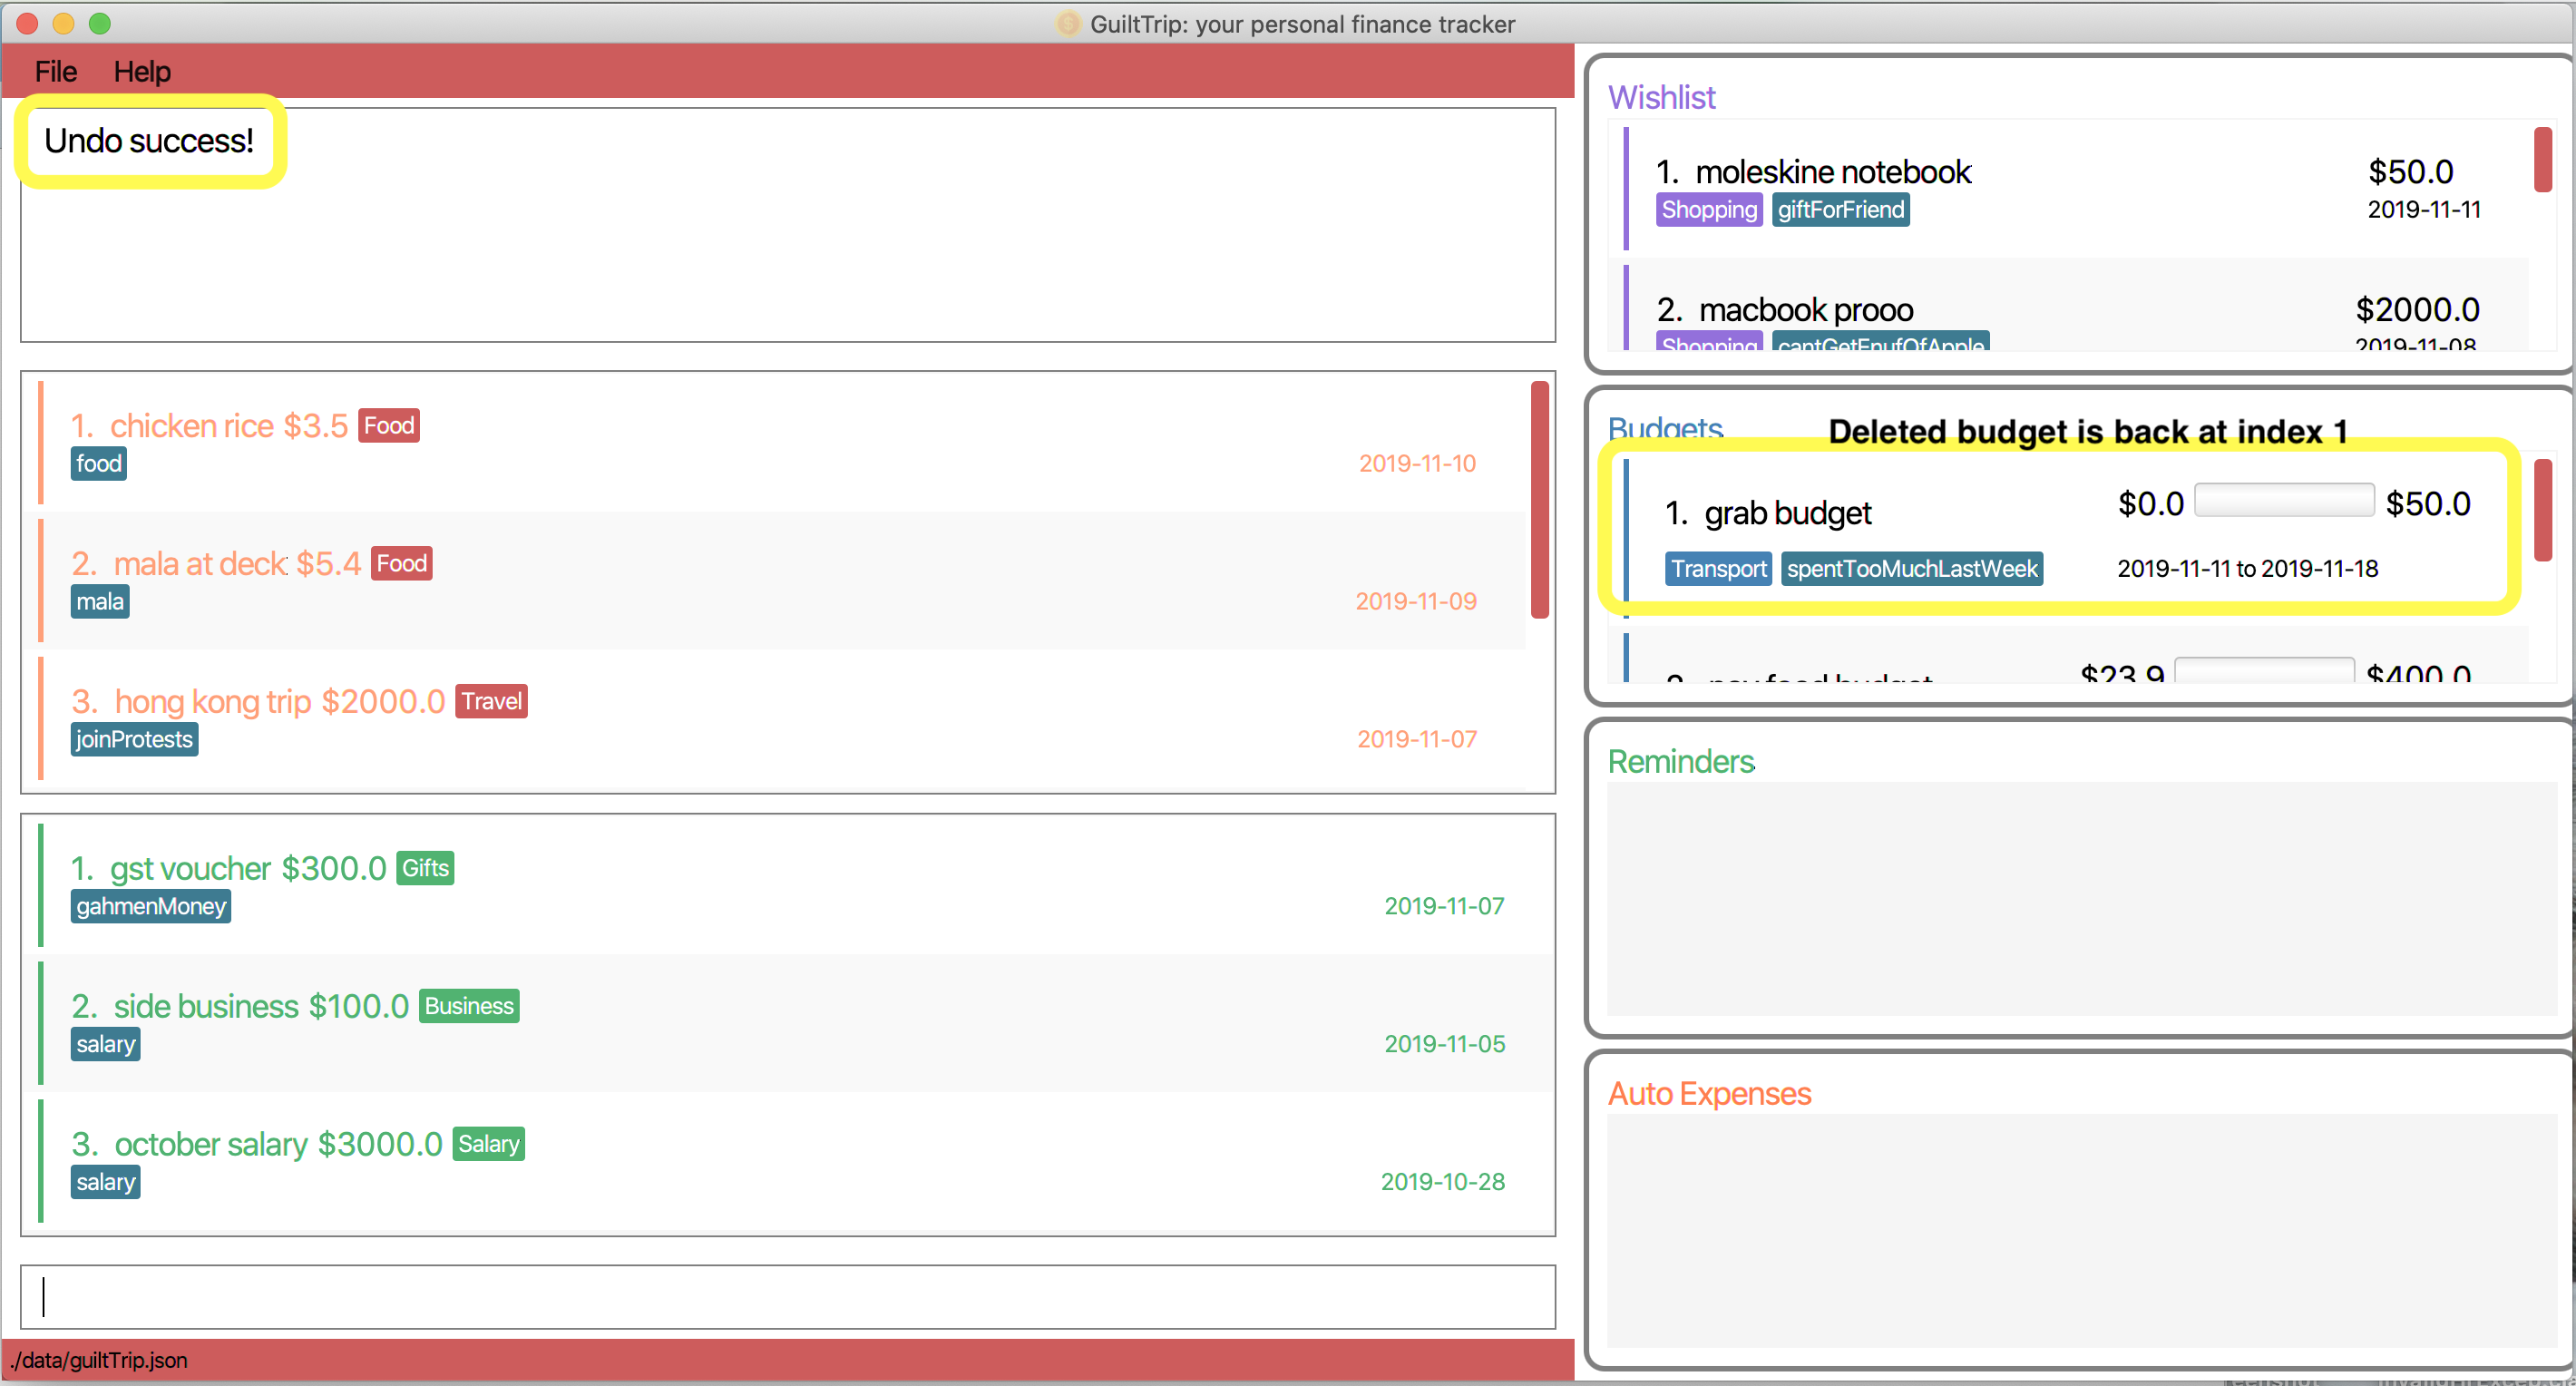 GuiltTrip: your personal finance tracker
File Help
Undo success!
1. chicken rice $3.5 Food
food 2019-11-10
2. mala at deck $5.4 Food
mala 2019-11-09
3. hong kong trip $2000.0 Travel
joinProtests 2019-11-07
1. gst voucher $300.0 Gifts
gahmenMoney 2019-11-07
2. side business $100.0 Business
salary 2019-11-05
3. october salary $3000.0 Salary
salary 2019-10-28
./data/guiltTrip.json
Wishlist
1. moleskine notebook $50.0
Shopping giftForFriend 2019-11-11
2. macbook prooo $2000.0
Shopping cantGetEnufOfApple 2019-11-08
Budgets Deleted budget is back at index 1
1. grab budget $0.0 $50.0
Transport spentTooMuchLastWeek 2019-11-11 to 2019-11-18
2. food budget $23.9 $400.0
Reminders
Auto Expenses